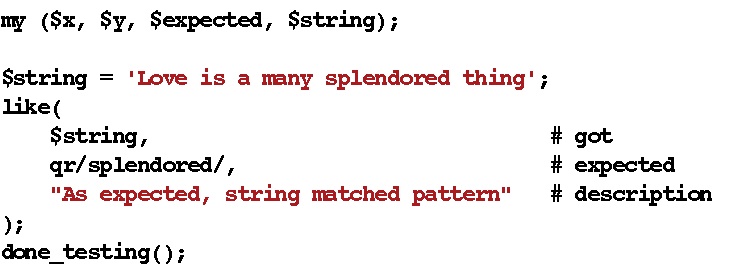 my ($x, $y, $expected, $string);

$string = 'Love is a many splendored thing';
like(
    $string,                              # got
    qr/splendored/,                       # expected
    "As expected, string matched pattern"   # description
);
done_testing();